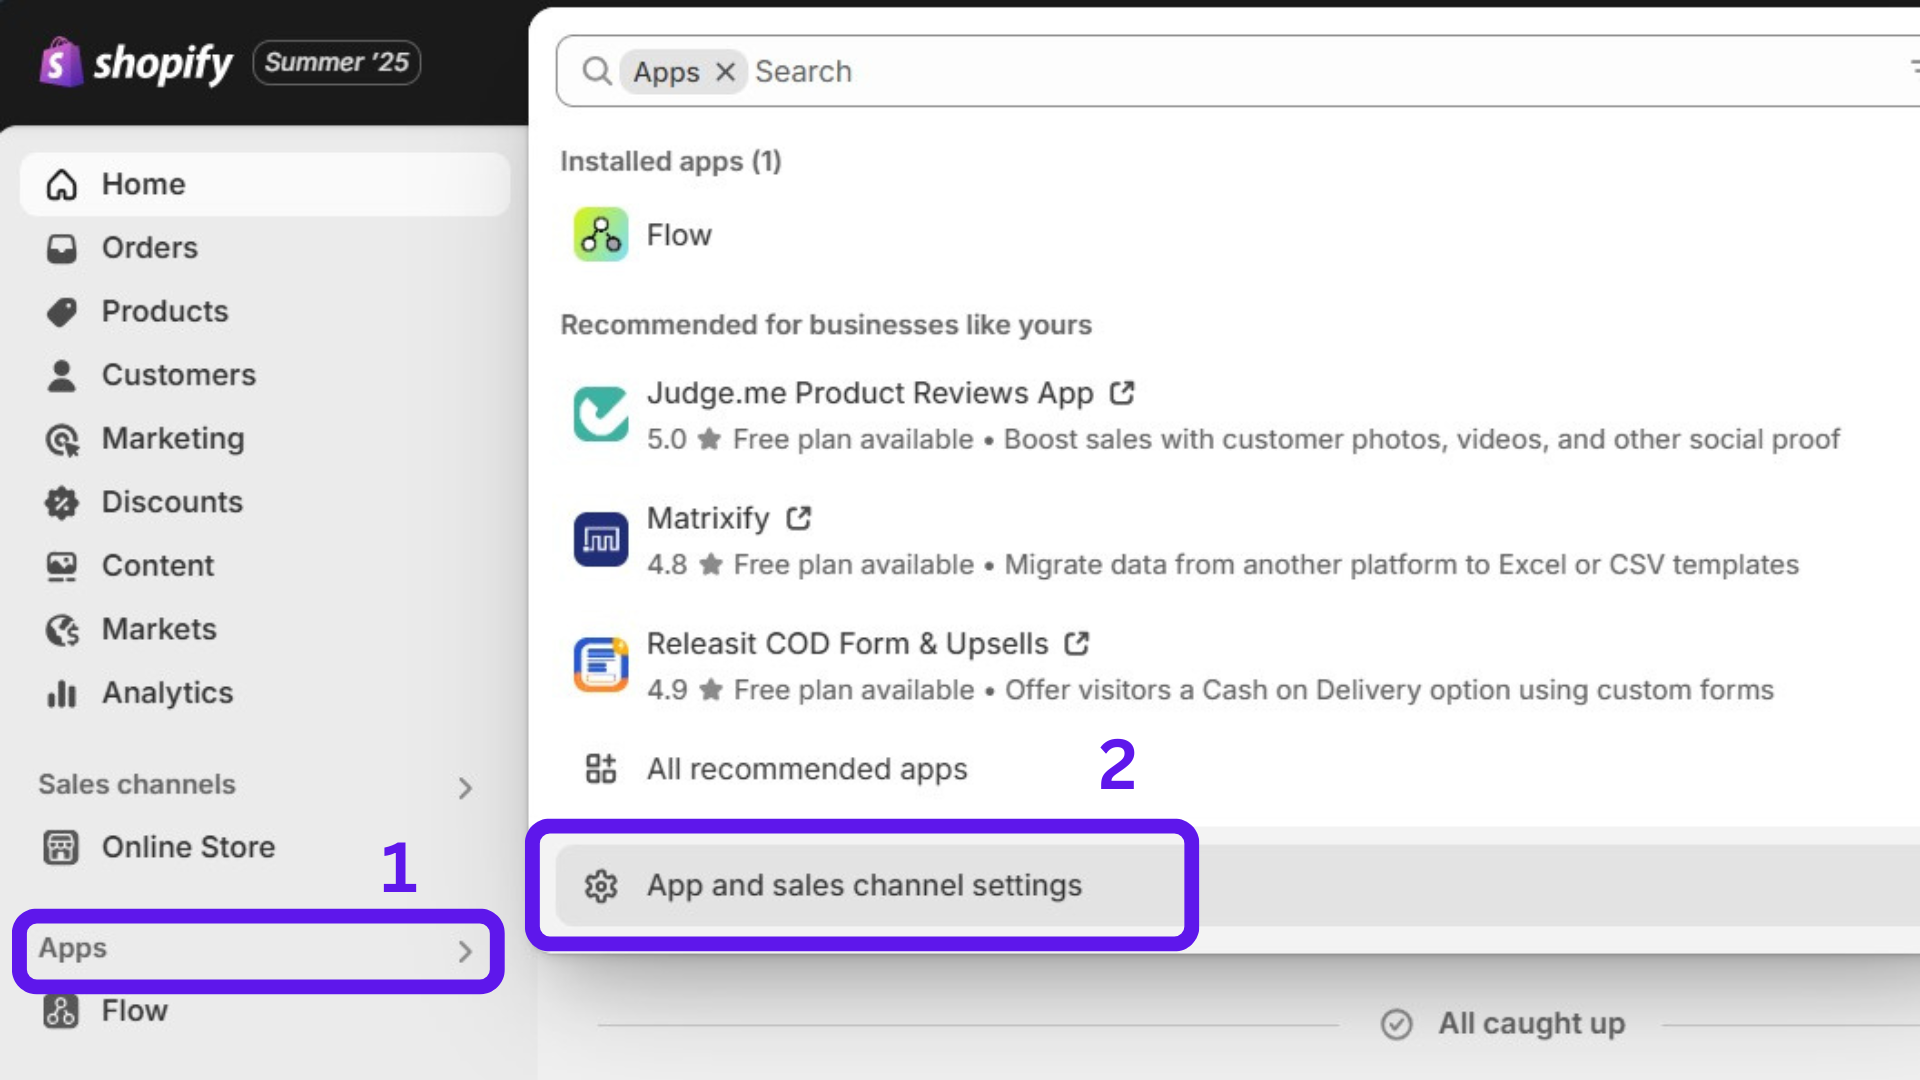 shopify Summer '25
Home
Orders
Products
Customers
Marketing
Discounts
Content
Markets
Analytics
Sales channels
Online Store
1
Apps
Flow
Apps Search
Installed apps (1)
Flow
Recommended for businesses like yours
Judge.me Product Reviews App
5.0 ★ Free plan available • Boost sales with customer photos, videos, and other social proof
Matrixify
4.8 ★ Free plan available • Migrate data from another platform to Excel or CSV templates
Releasit COD Form & Upsells
4.9 ★ Free plan available • Offer visitors a Cash on Delivery option using custom forms
All recommended apps
2
App and sales channel settings
All caught up